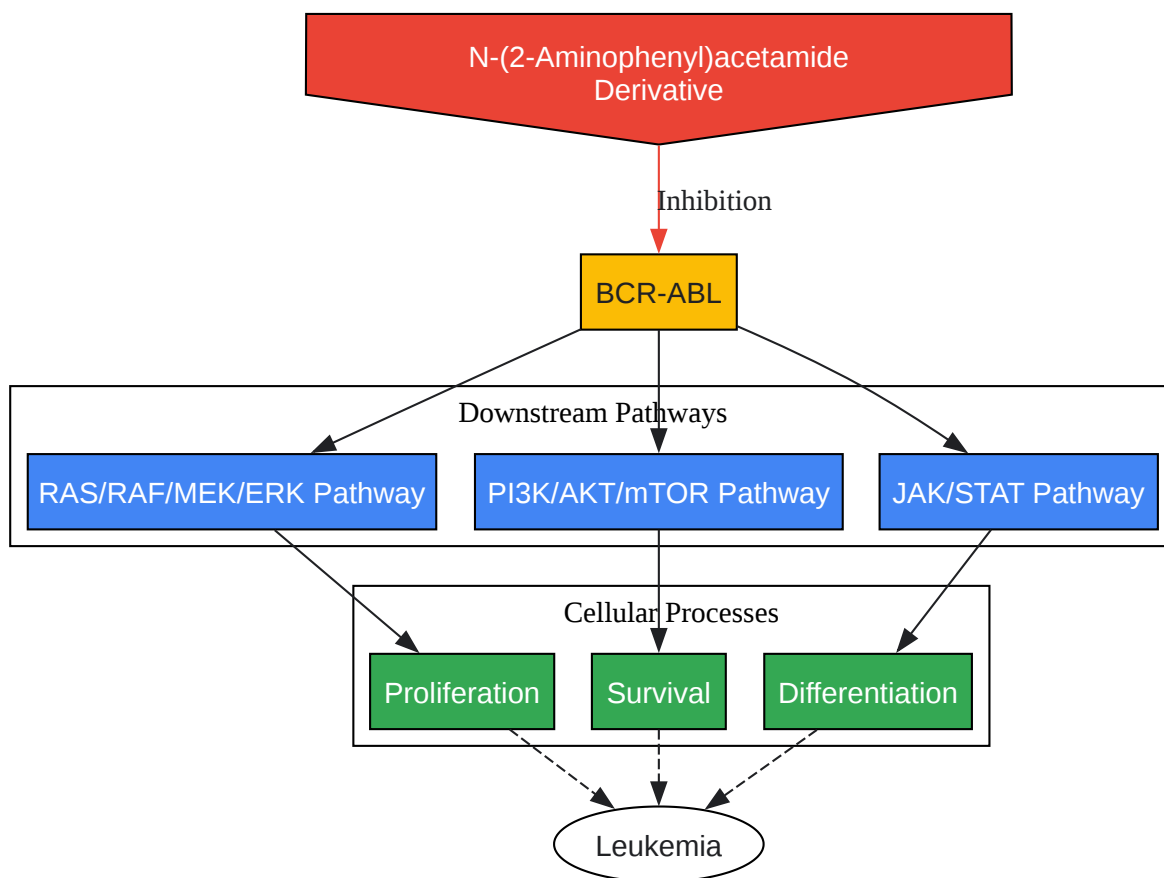 N-(2-Aminophenyl)acetamide
Derivative
Inhibition
BCR-ABL
Downstream Pathways
RAS/RAF/MEK/ERK Pathway
PI3K/AKT/mTOR Pathway
JAK/STAT Pathway
Cellular Processes
Proliferation
Survival
Differentiation
Leukemia